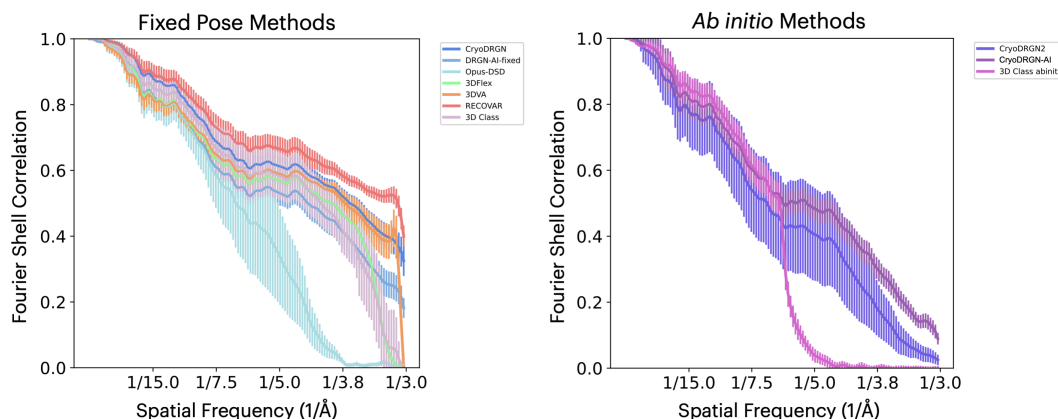 Fixed Pose Methods
Fourier Shell Correlation
1.0
0.8
0.6
0.4
0.2
0.0
1/15.0 1/7.5 1/5.0 1/3.8 1/3.0
Spatial Frequency (1/Å)
CryoDRGN
DRGN-AI-fixed
Opus-DSD
3DFlex
3DVA
RECOVAR
3D Class
Ab initio Methods
Fourier Shell Correlation
1.0
0.8
0.6
0.4
0.2
0.0
1/15.0 1/7.5 1/5.0 1/3.8 1/3.0
Spatial Frequency (1/Å)
CryoDRGN2
CryoDRGN-AI
3D Class abinit